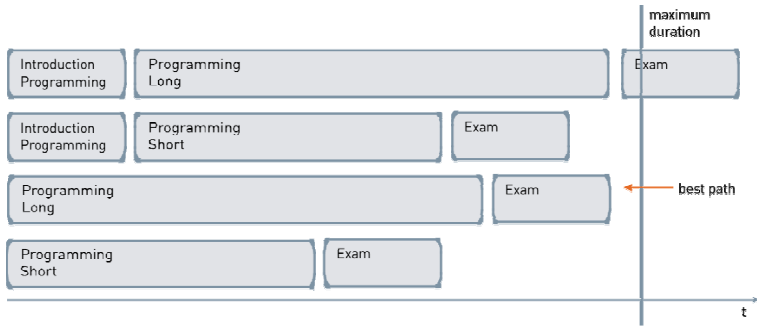 maximum
duration
Introduction
Programming
Programming
Long
Exam
Introduction
Programming
Programming
Short
Exam
Programming
Long
Exam
best path
Programming
Short
Exam
t